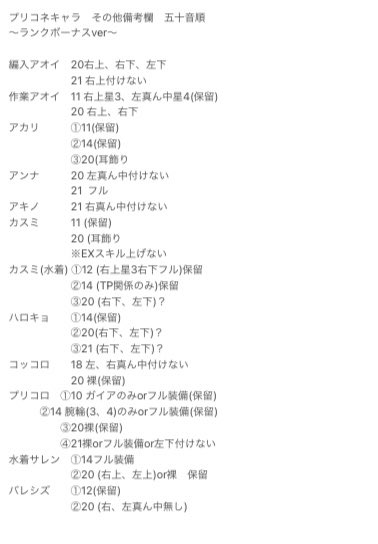 プリコネキャラ　その他備考欄　五十音順
〜ランクボーナスver〜
編入アオイ　20右上、右下、左下
21 右上付けない
作業アオイ　11 右上星3、左真ん中星4(保留)
20 右上、右下
アカリ　①11(保留)
②14(保留)
③20(耳飾り
アンナ　20 左真ん中付けない
21 フル
アキノ　21 右真ん中付けない
カスミ　11 (保留)
20 (耳飾り
※EXスキル上げない
カスミ(水着) ①12 (右上星3右下フル)保留
②14 (TP関係のみ)保留
③20 (右下、左下)？
ハロキョ　①14(保留)
②20(右下、左下)？
③21 (右下、左下)？
コッコロ　18 左、右真ん中付けない
20 裸(保留)
プリコロ　①10 ガイアのみorフル装備(保留)
②14 腕輪(3、4)のみorフル装備(保留)
③20裸(保留)
④21裸orフル装備or左下付けない
水着サレン　①14フル装備
②20 (右上、左上)or裸　保留
バレシズ　①12(保留)
②20 (右、左真ん中無し)